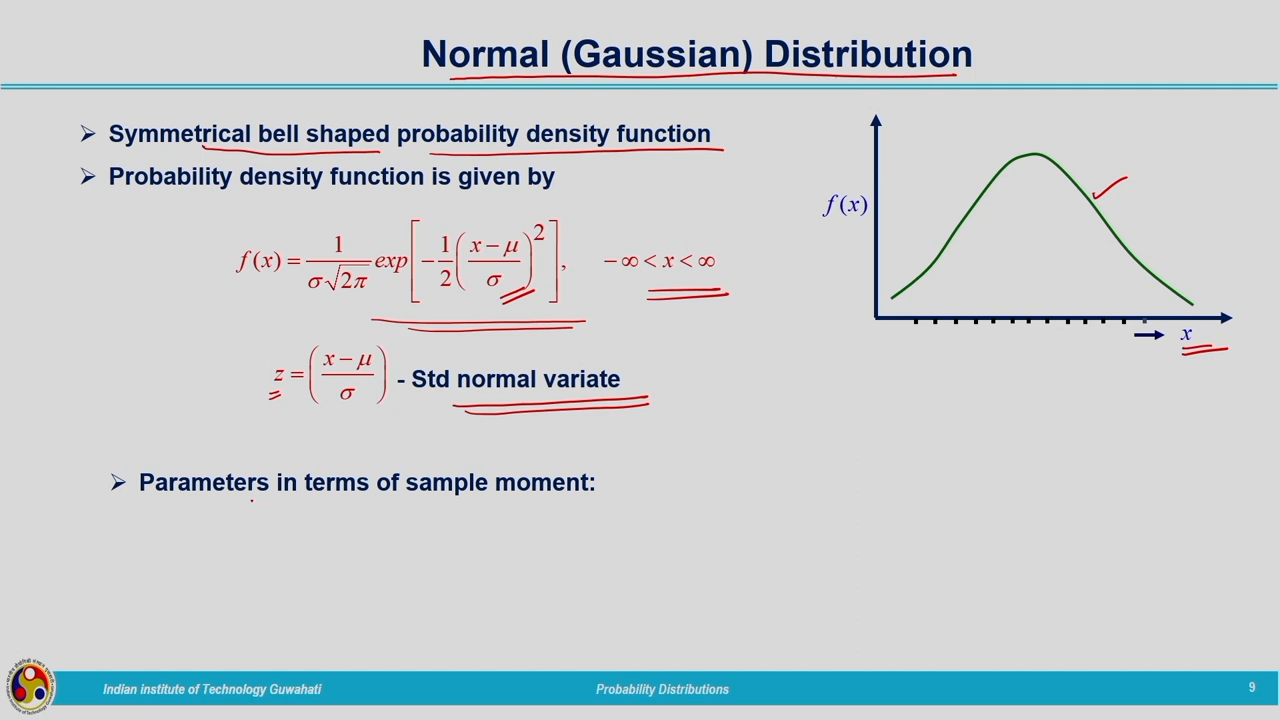 Normal (Gaussian) Distribution
➢ Symmetrical bell shaped probability density function
➢ Probability density function is given by
f(x) = 1/(σ√2π) exp[−1/2((x−μ)/σ)²], −∞ < x < ∞
z = ((x−μ)/σ) - Std normal variate
➢ Parameters in terms of sample moment:
f(x)
x
Indian institute of Technology Guwahati
Probability Distributions
9